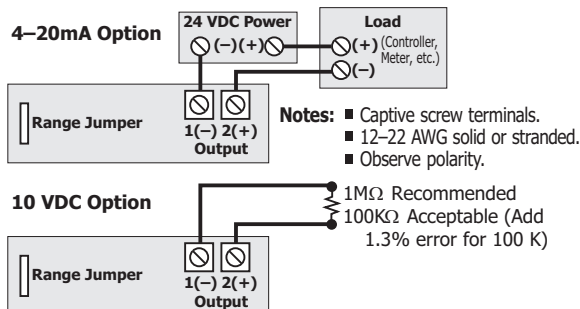 4–20mA Option
24 VDC Power
(–)(+)
Load
(+) (Controller,
Meter, etc.)
(–)
Range Jumper
1(–) 2(+)
Output
Notes: ■ Captive screw terminals.
■ 12–22 AWG solid or stranded.
■ Observe polarity.
10 VDC Option
1MΩ Recommended
100KΩ Acceptable (Add
1.3% error for 100 K)
Range Jumper
1(–) 2(+)
Output